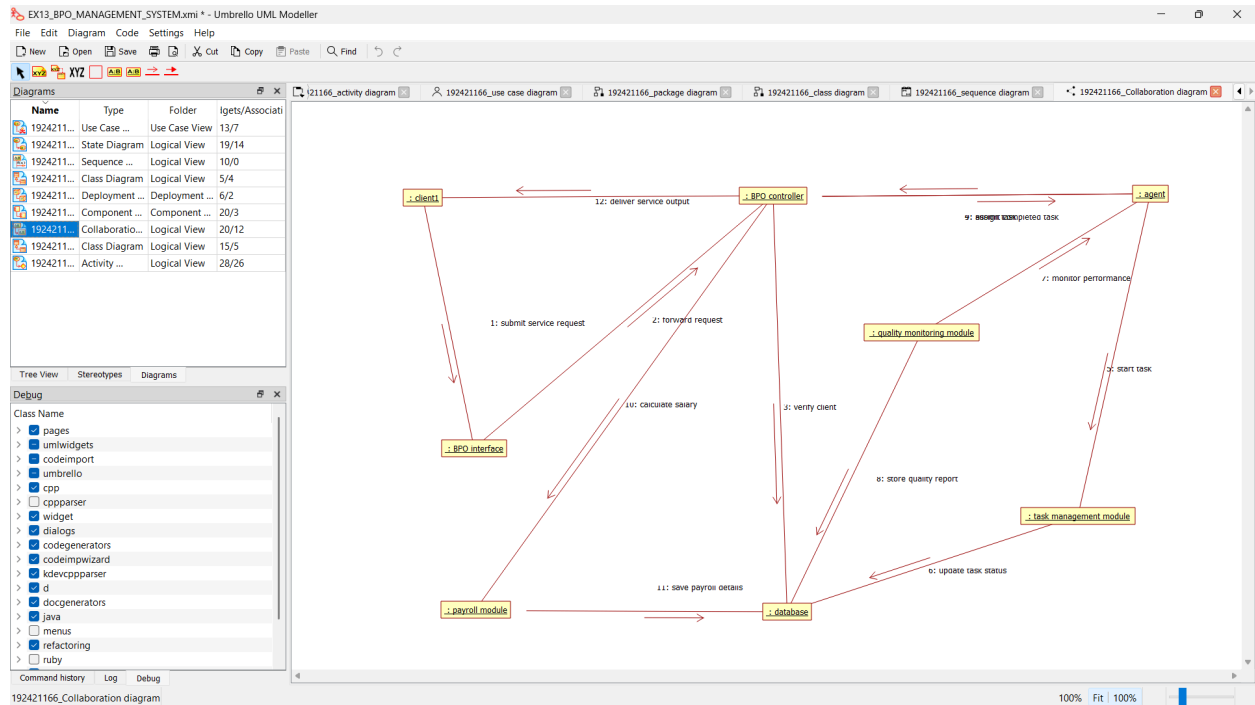 EX13_BPO_MANAGEMENT_SYSTEM.xmi * - Umbrello UML Modeller
File Edit Diagram Code Settings Help
New Open Save Cut Copy Paste Find
XYZ XYZ A:B A:B
Diagrams
21166_activity diagram 192421166_use case diagram 192421166_package diagram 192421166_class diagram 192421166_sequence diagram 192421166_Collaboration diagram
Name Type Folder Igets/Associati
1924211... Use Case ... Use Case View 13/7
1924211... State Diagram Logical View 19/14
1924211... Sequence ... Logical View 10/0
1924211... Class Diagram Logical View 5/4
1924211... Deployment ... Deployment ... 6/2
1924211... Component ... Component ... 20/3
1924211... Collaboratio... Logical View 20/12
1924211... Class Diagram Logical View 15/5
1924211... Activity ... Logical View 28/26
Tree View Stereotypes Diagrams
Debug
Class Name
pages
umlwidgets
codeimport
umbrello
cpp
cppparser
widget
dialogs
codegenerators
codeimpwizard
kdevcppparser
d
docgenerators
java
menus
refactoring
ruby
Command history Log Debug
192421166_Collaboration diagram
100% Fit 100%
: client1
: BPO controller
: agent
12: deliver service output
7: monitor performance
1: submit service request
2: forward request
: quality monitoring module
5: start task
10: calculate salary
3: verify client
: BPO interface
8: store quality report
: task management module
6: update task status
11: save payroll details
: payroll module
: database